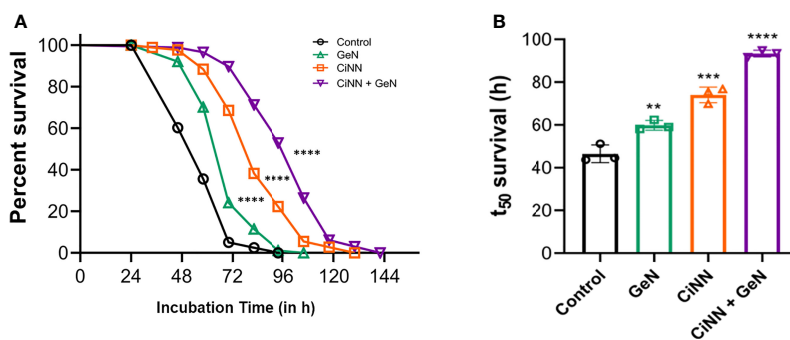 A
Percent survival
100
80
60
40
20
0
0 24 48 72 96 120 144
Incubation Time (in h)
Control
GeN
CiNN
CiNN + GeN
****
****
****
B
t50 survival (h)
100
80
60
40
20
0
**
***
****
Control
GeN
CiNN
CiNN + GeN